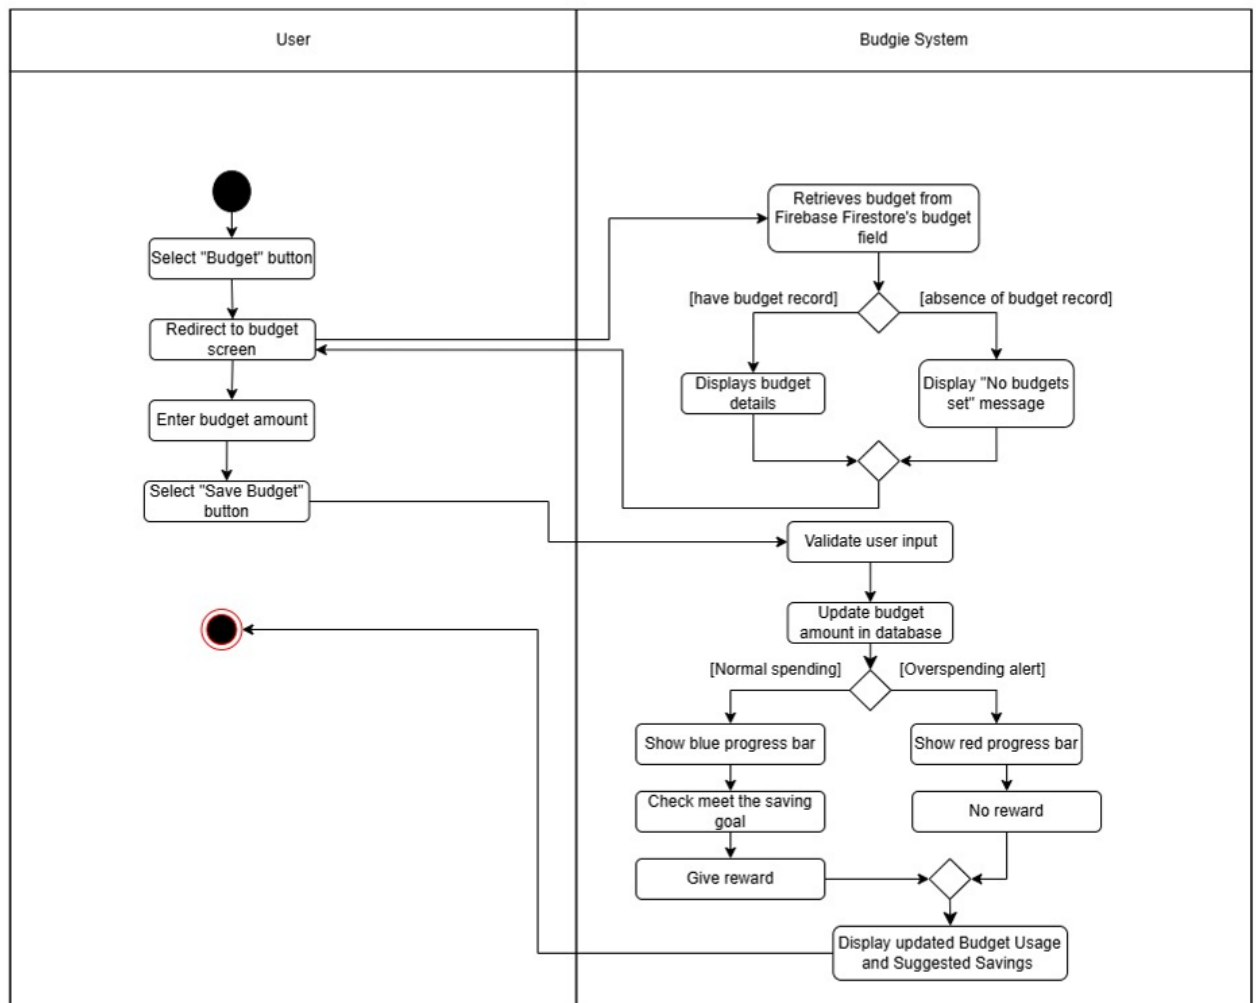 User
Budgie System
Select "Budget" button
Redirect to budget
screen
Enter budget amount
Select "Save Budget"
button
Retrieves budget from
Firebase Firestore's budget
field
[have budget record]
[absence of budget record]
Displays budget
details
Display "No budgets
set" message
Validate user input
Update budget
amount in database
[Normal spending]
[Overspending alert]
Show blue progress bar
Show red progress bar
Check meet the saving
goal
No reward
Give reward
Display updated Budget Usage
and Suggested Savings